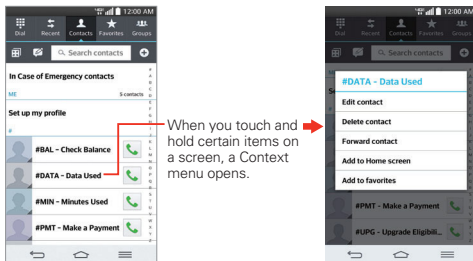 12:00 AM
Dial Recent Contacts Favorites Groups
Search contacts
In Case of Emergency contacts
ME 5 contacts
Set up my profile
#
#BAL - Check Balance
#DATA - Data Used
#MIN - Minutes Used
#PMT - Make a Payment
When you touch and
hold certain items on
a screen, a Context
menu opens.
12:00 AM
Dial Recent Contacts Favorites Groups
Search contacts
#DATA - Data Used
Edit contact
Delete contact
Forward contact
Add to Home screen
Add to favorites
#PMT - Make a Payment
#UPG - Upgrade Eligibili...